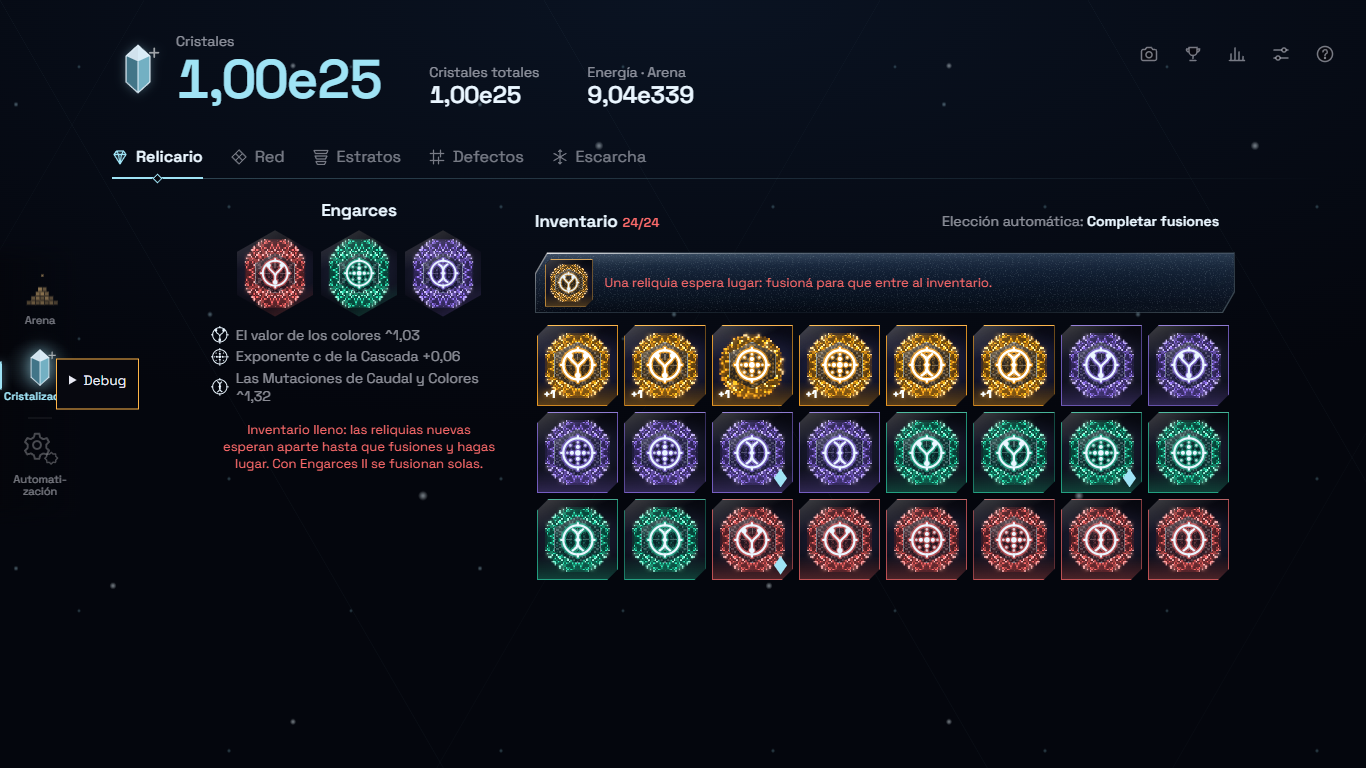 Cristales
1,00e25
Cristales totales
1,00e25
Energía · Arena
9,04e339
Relicario
Red
Estratos
Defectos
Escarcha
Engarces
El valor de los colores ^1,03
Exponente c de la Cascada +0,06
Las Mutaciones de Caudal y Colores
^1,32
Inventario lleno: las reliquias nuevas
esperan aparte hasta que fusiones y hagas
lugar. Con Engarces II se fusionan solas.
Inventario 24/24
Elección automática: Completar fusiones
Una reliquia espera lugar: fusioná para que entre al inventario.
+1
+1
+1
+1
+1
+1
Arena
Debug
Automati-
zación